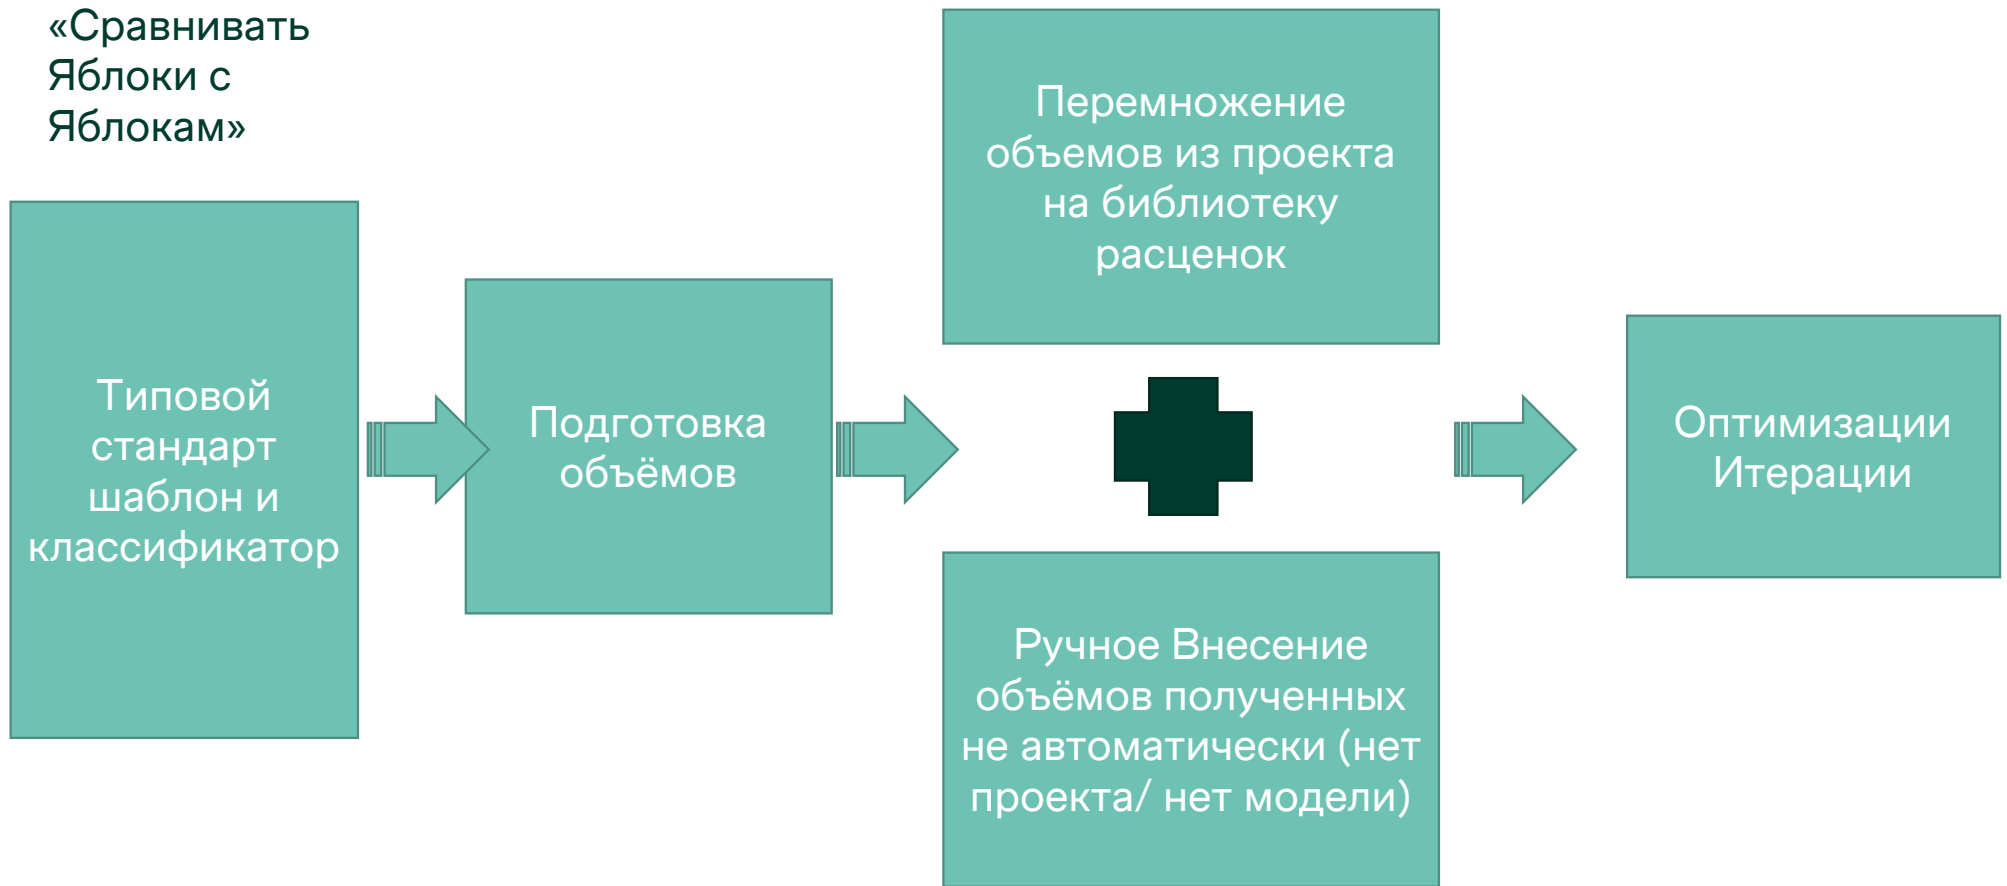 «Сравнивать
Яблоки с
Яблокам»
Типовой
стандарт
шаблон и
классификатор
Подготовка
объёмов
Перемножение
объемов из проекта
на библиотеку
расценок
Ручное Внесение
объёмов полученных
не автоматически (нет
проекта/ нет модели)
Оптимизации
Итерации